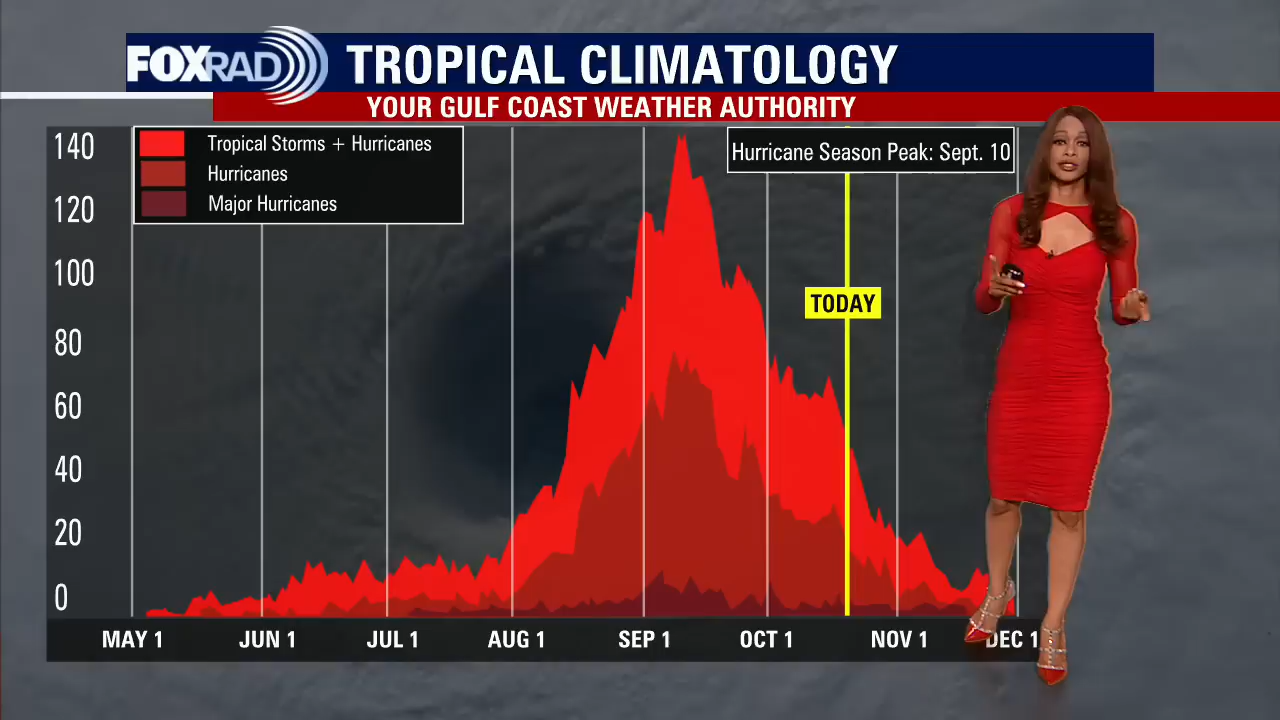 FOXRAD TROPICAL CLIMATOLOGY
YOUR GULF COAST WEATHER AUTHORITY
Tropical Storms + Hurricanes
Hurricanes
Major Hurricanes
Hurricane Season Peak: Sept. 10
TODAY
140
120
100
80
60
40
20
0
MAY 1 JUN 1 JUL 1 AUG 1 SEP 1 OCT 1 NOV 1 DEC 1